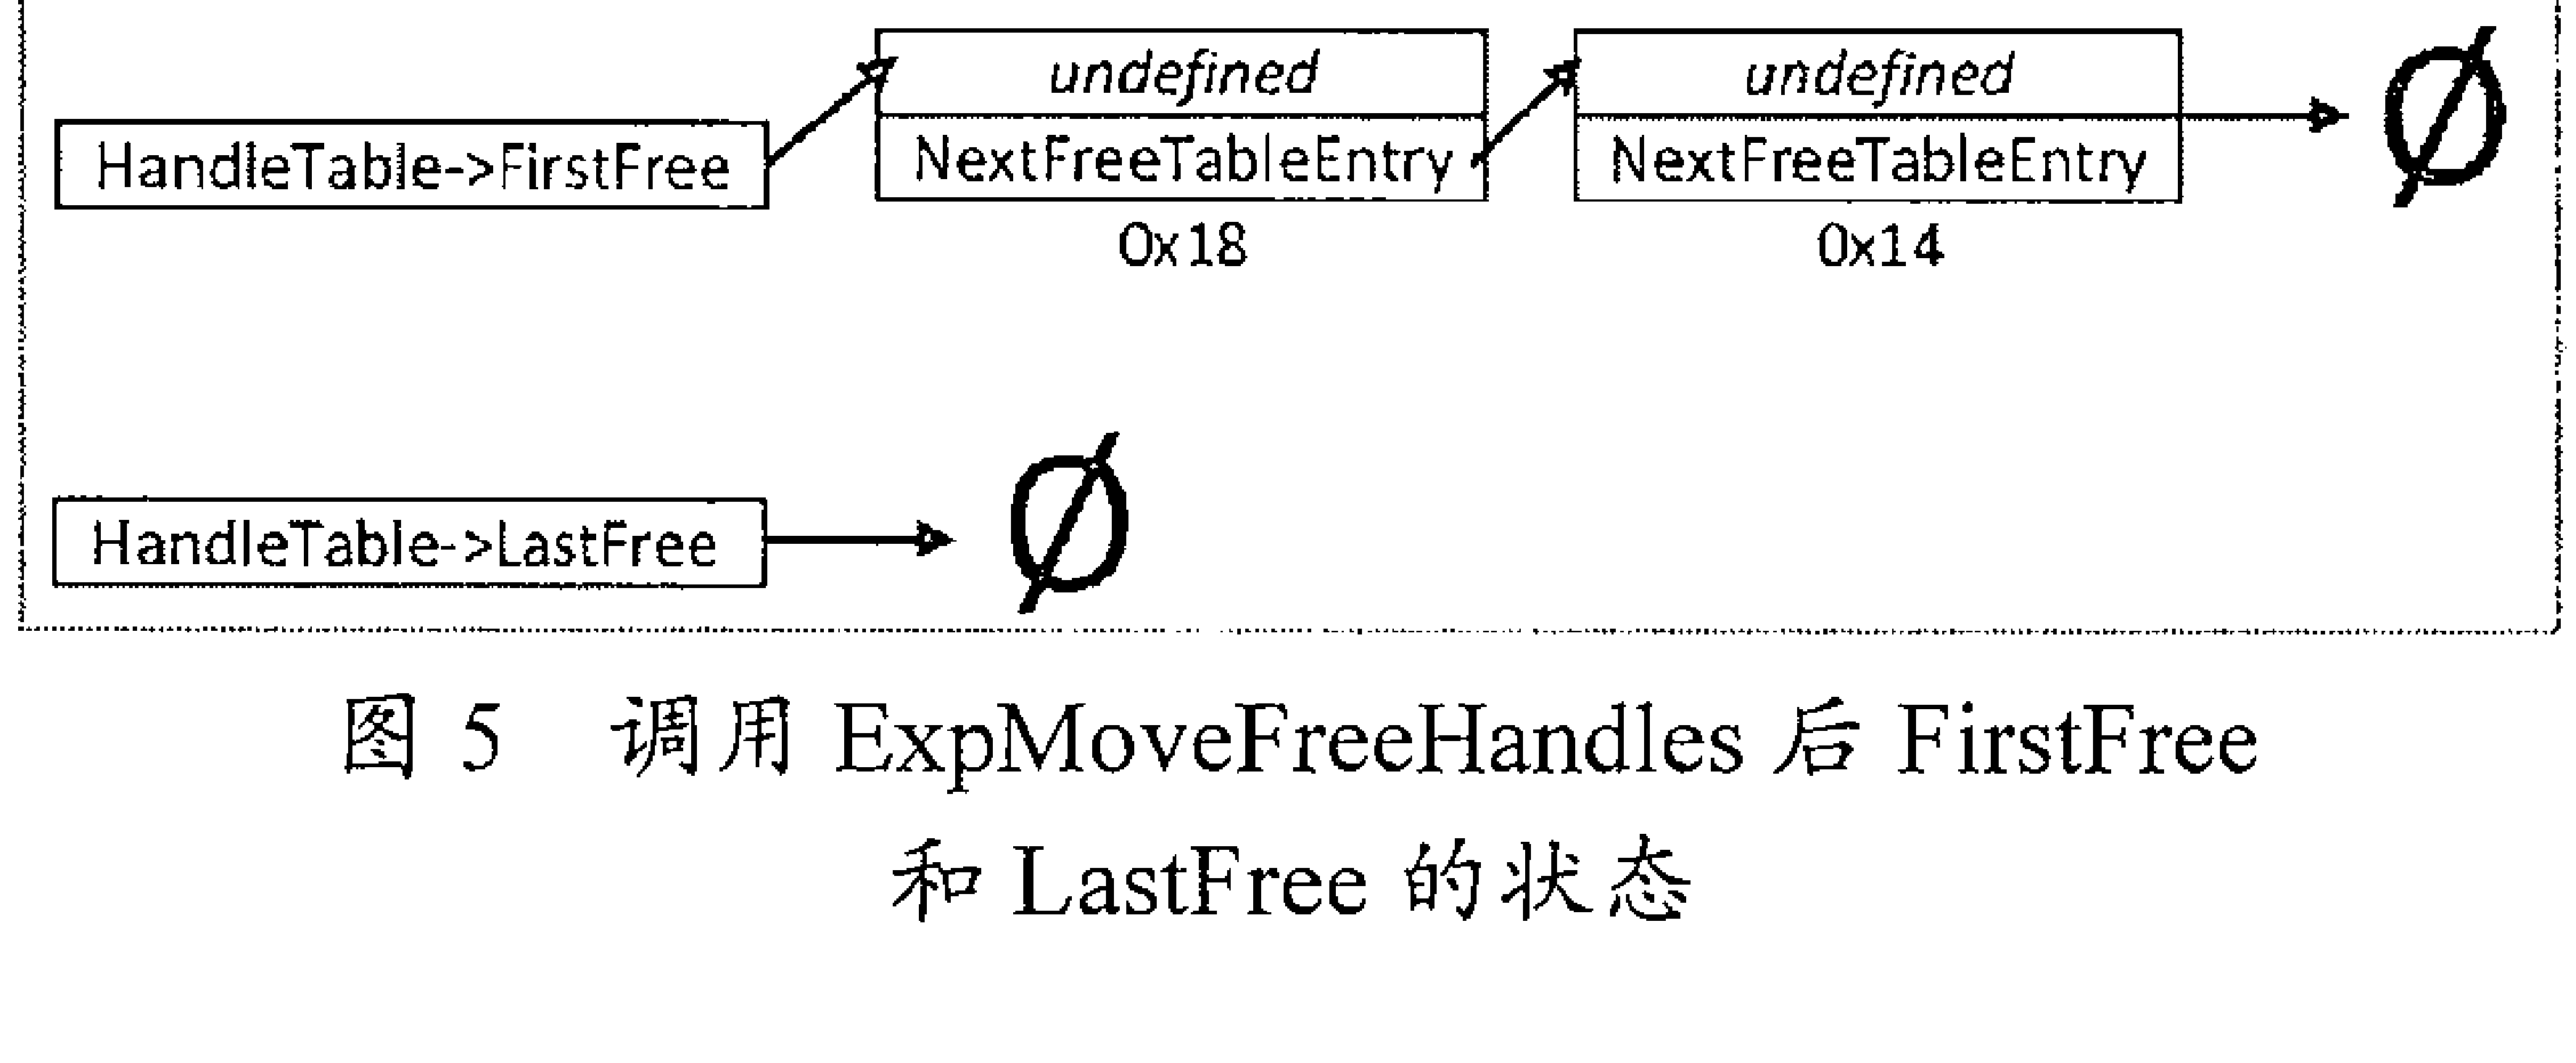 undefined undefined
HandleTable->FirstFree NextFreeTableEntry NextFreeTableEntry Ø
0x18 0x14
HandleTable->LastFree Ø
图 5 调用 ExpMoveFreeHandles 后 FirstFree
和 LastFree 的状态